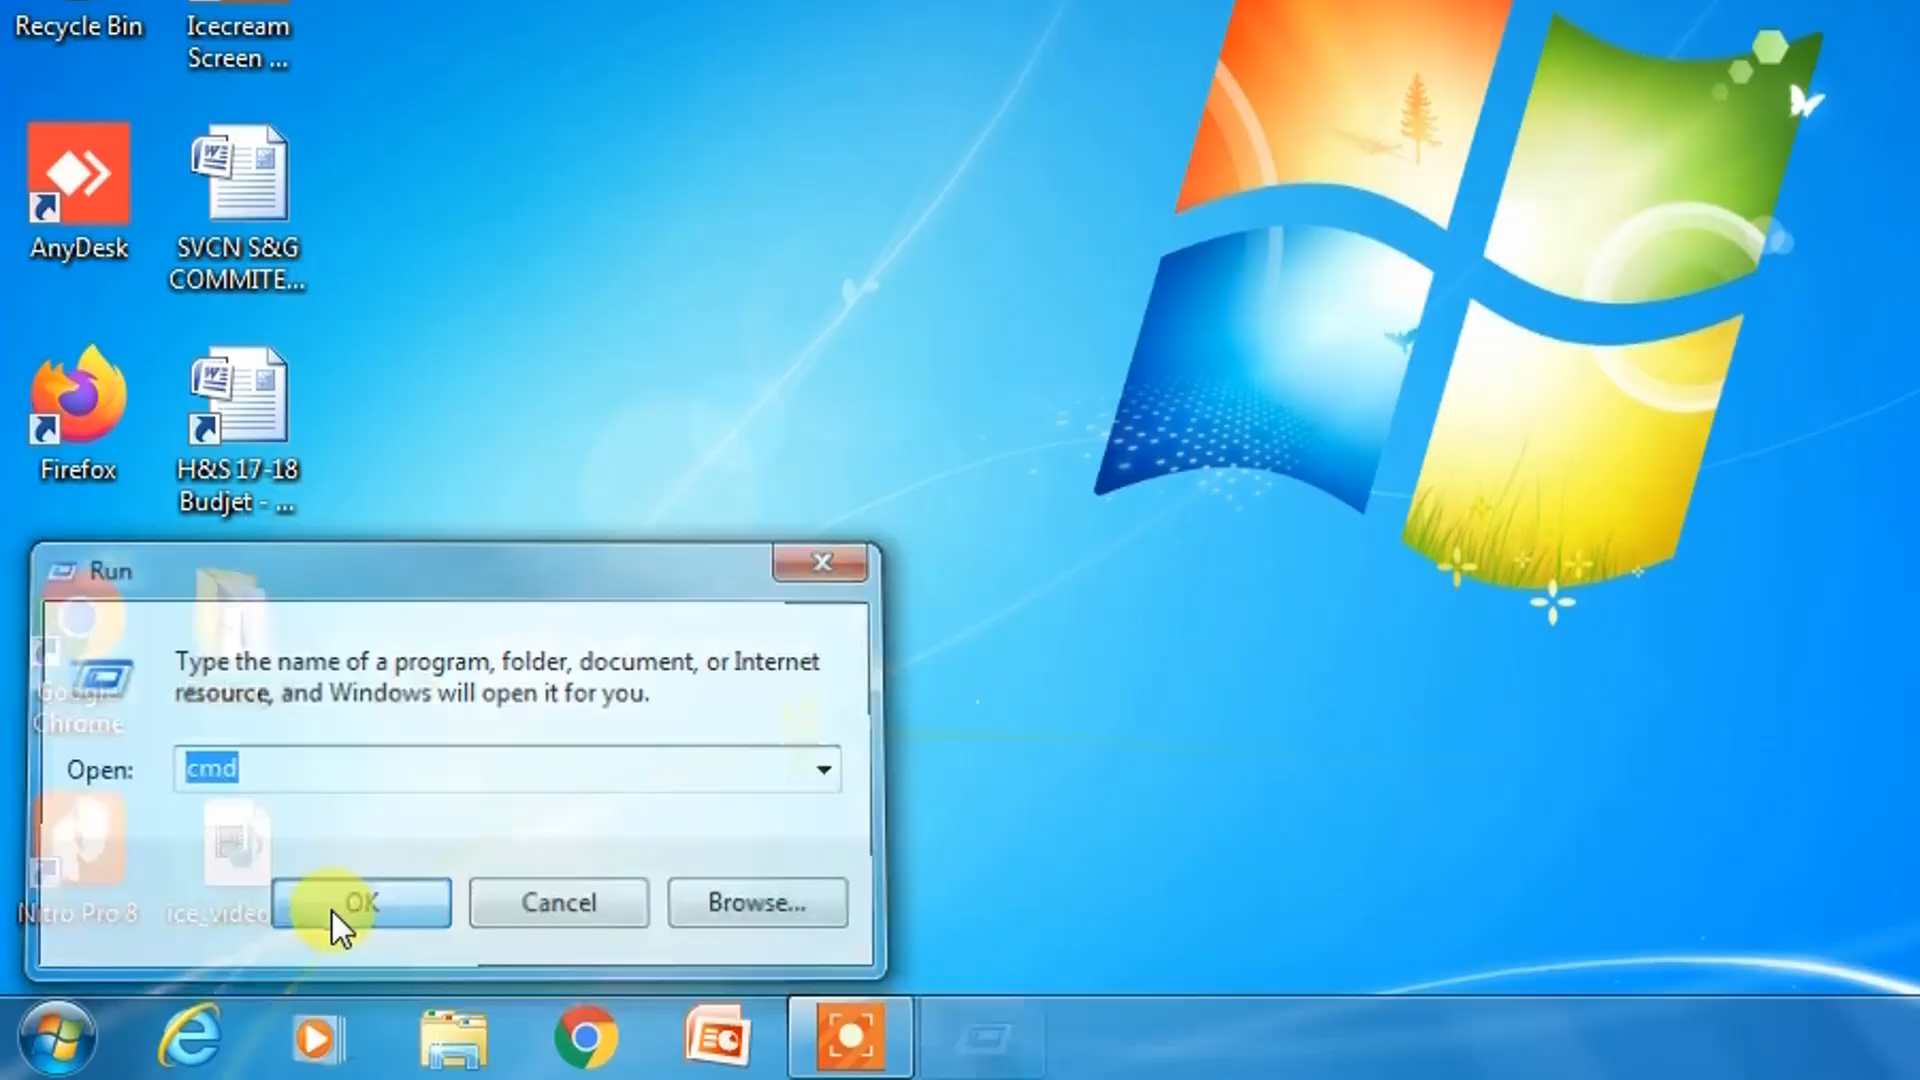 Recycle Bin
Icecream
Screen ...
AnyDesk
SVCN S&G
COMMITE...
Firefox
H&S 17-18
Budjet - ...
Run
Type the name of a program, folder, document, or Internet
resource, and Windows will open it for you.
Google
Chrome
Open:
cmd
Nitro Pro 8
ice_video
OK
Cancel
Browse...